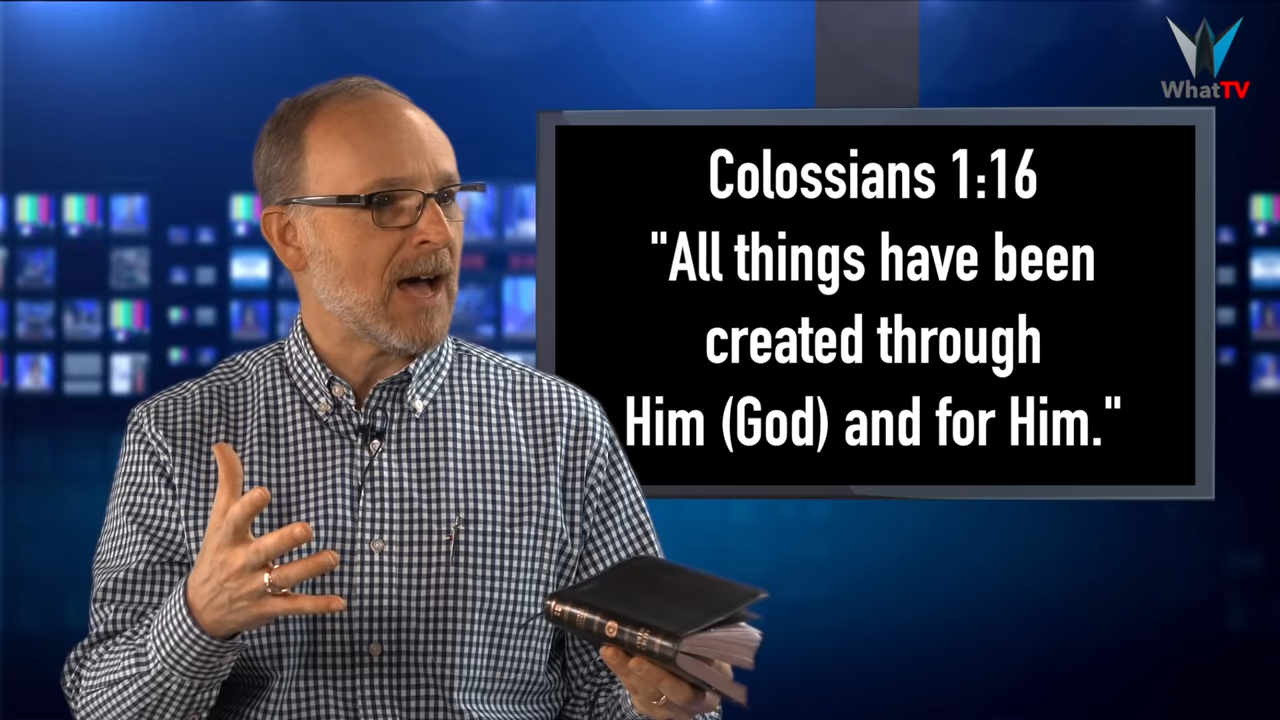 WhatTV
Colossians 1:16
"All things have been
created through
Him (God) and for Him."